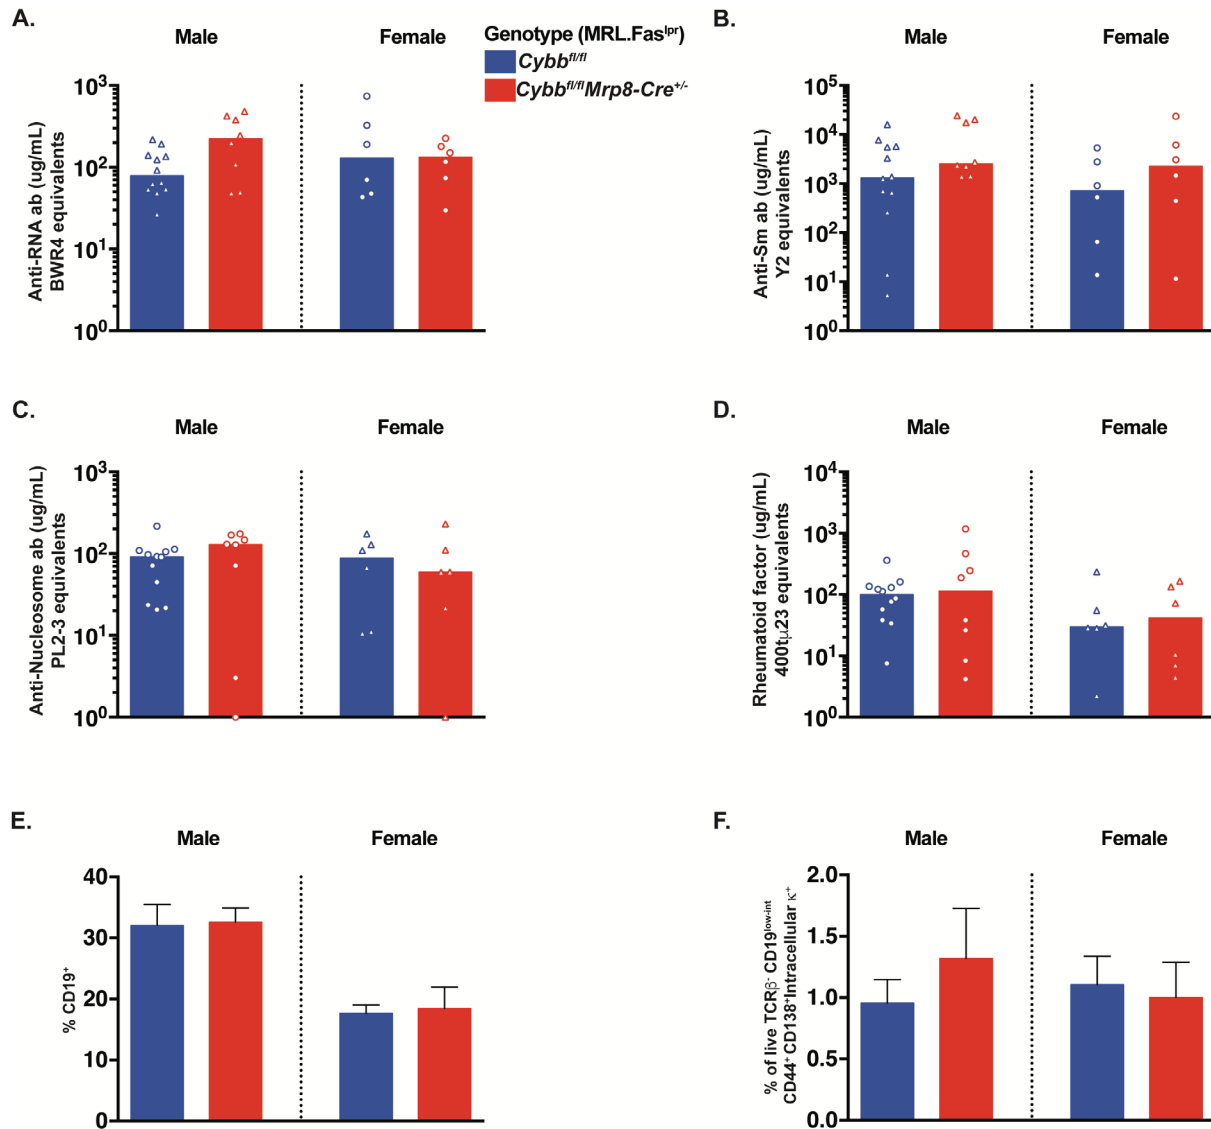 A.
Male
Female
Genotype (MRL.Fas^lpr)
Cybb^fl/fl
Cybb^fl/fl Mrp8-Cre^+/-
Anti-RNA ab (ug/mL)
BWR4 equivalents
10^3
10^2
10^1
10^0
B.
Male
Female
Anti-Sm ab (ug/mL)
Y2 equivalents
10^5
10^4
10^3
10^2
10^1
10^0
C.
Male
Female
Anti-Nucleosome ab (ug/mL)
PL2-3 equivalents
10^3
10^2
10^1
10^0
D.
Male
Female
Rheumatoid factor (ug/mL)
400tμ23 equivalents
10^4
10^3
10^2
10^1
10^0
E.
Male
Female
% CD19^+
40
30
20
10
0
F.
Male
Female
% of live TCRβ^- CD19^low-int
CD44^+ CD138^+Intracellular κ^+
2.0
1.5
1.0
0.5
0.0